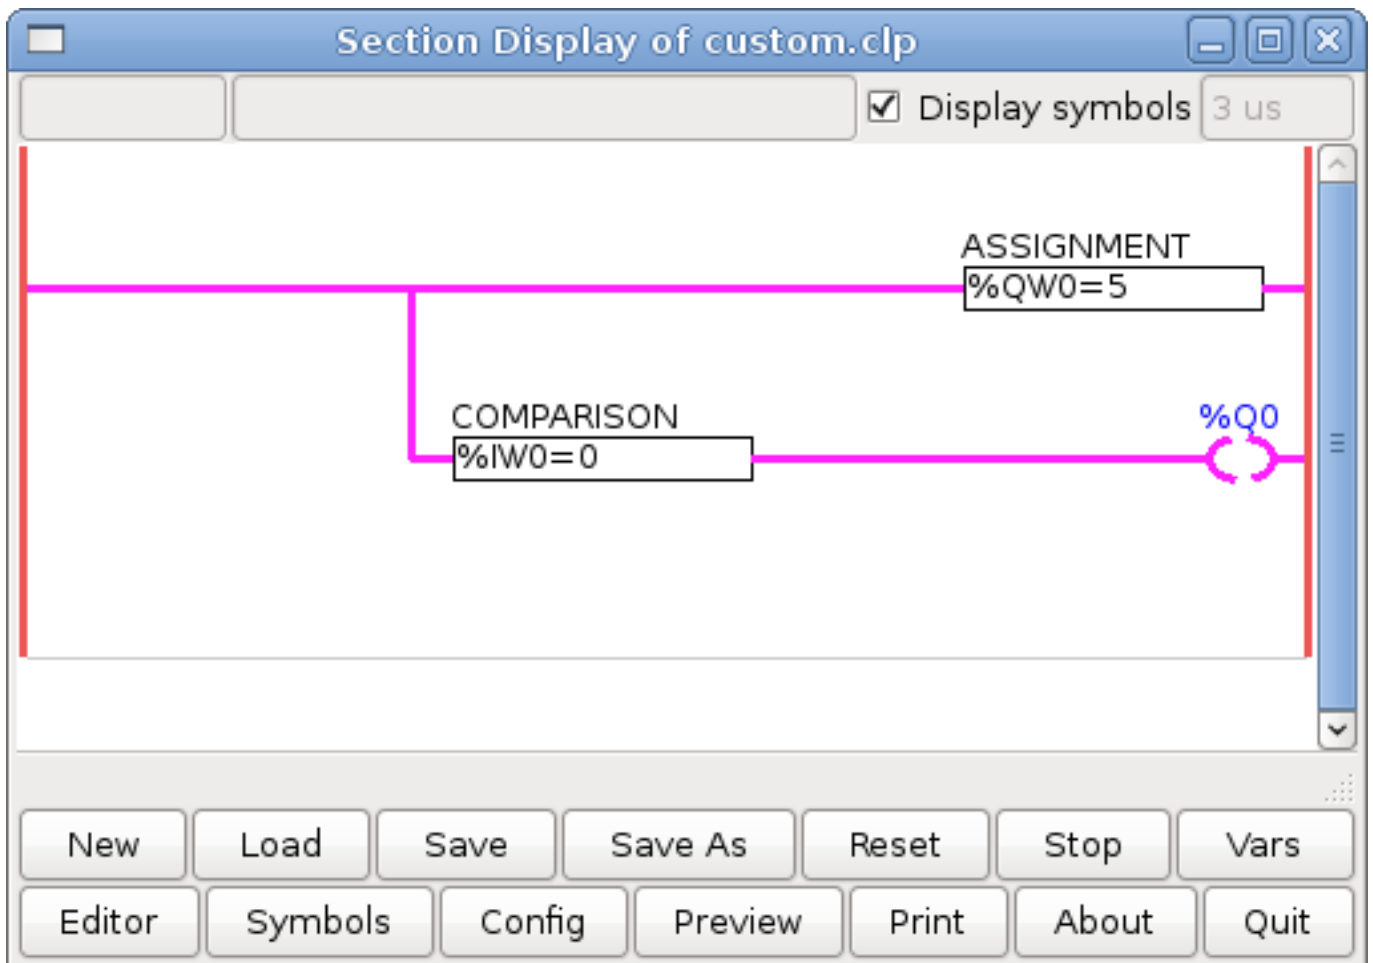 Section Display of custom.clp
Display symbols 3 us
ASSIGNMENT
%QW0=5
COMPARISON %Q0
%IW0=0
New Load Save Save As Reset Stop Vars
Editor Symbols Config Preview Print About Quit